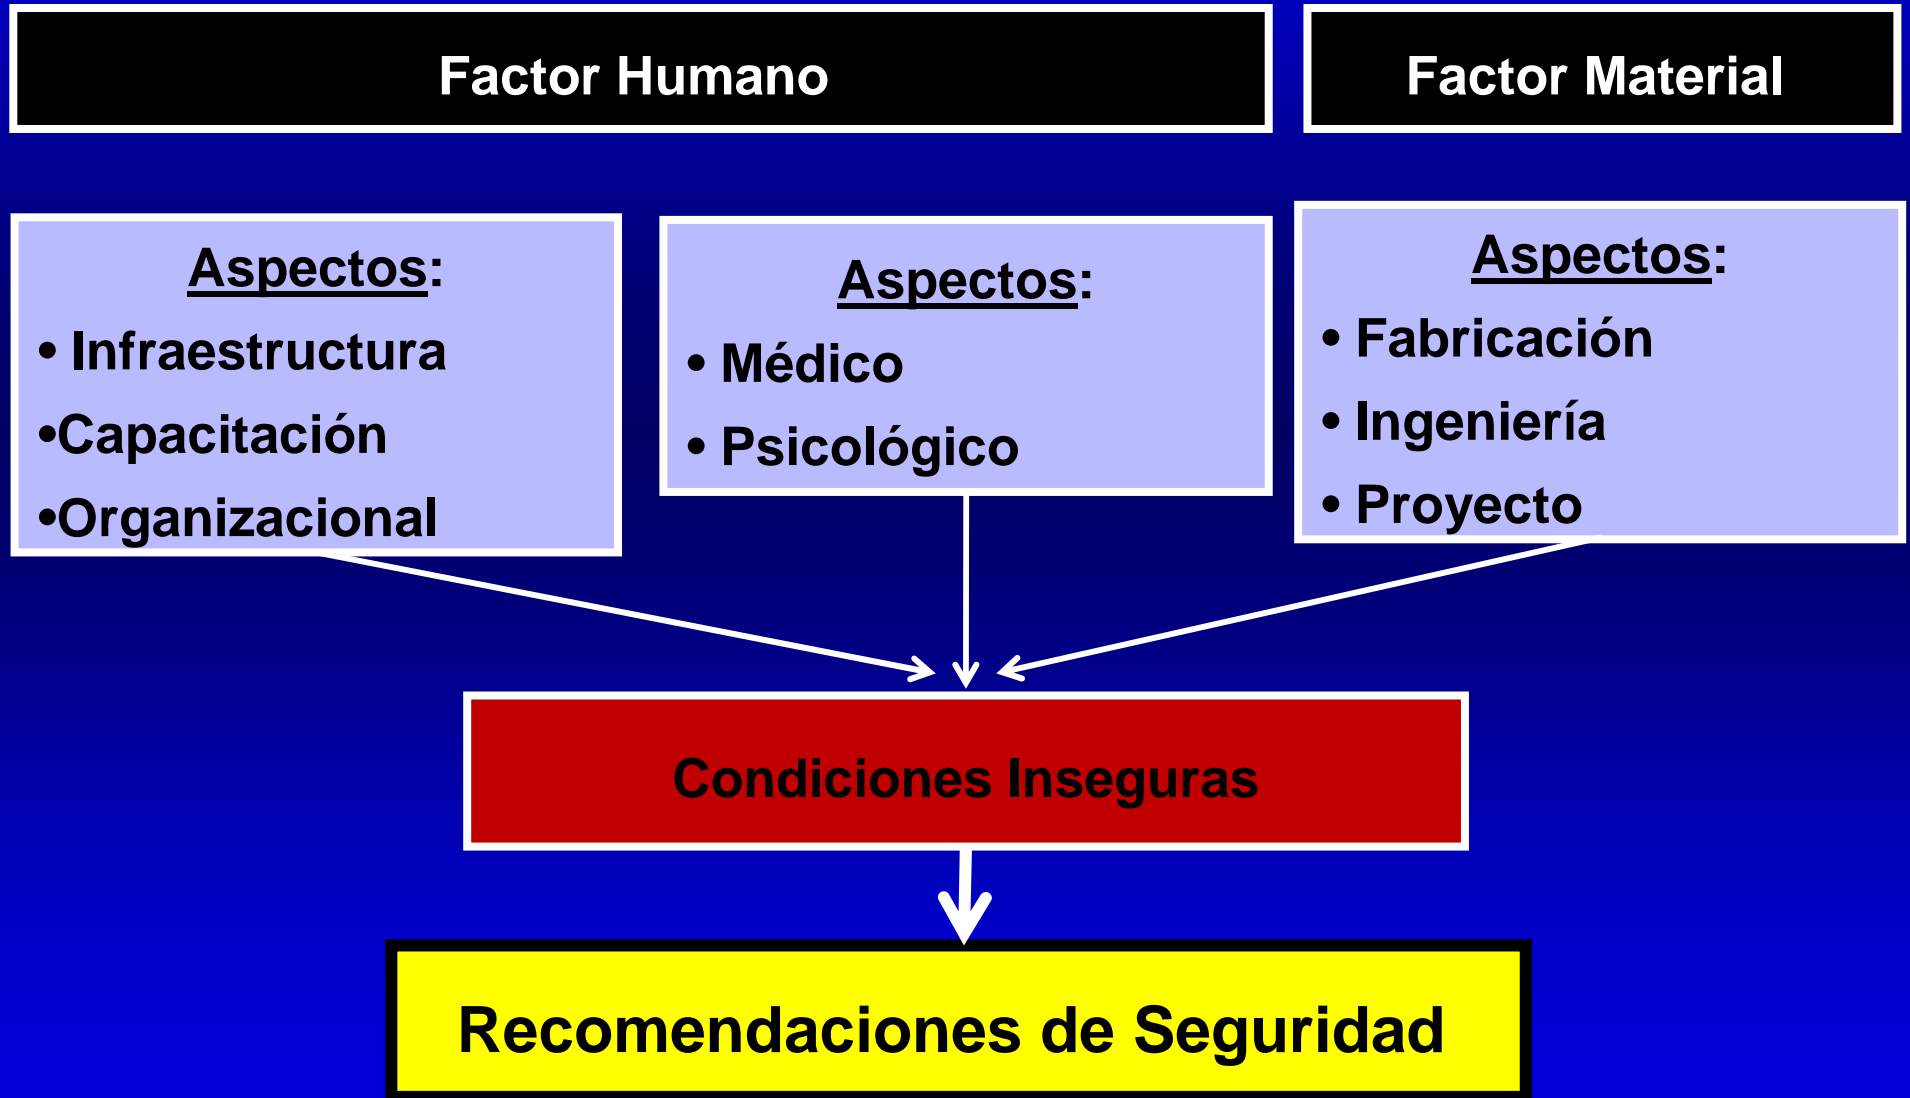 Factor Humano
Factor Material
Aspectos:
• Infraestructura
•Capacitación
•Organizacional
Aspectos:
• Médico
• Psicológico
Aspectos:
• Fabricación
• Ingeniería
• Proyecto
Condiciones Inseguras
Recomendaciones de Seguridad